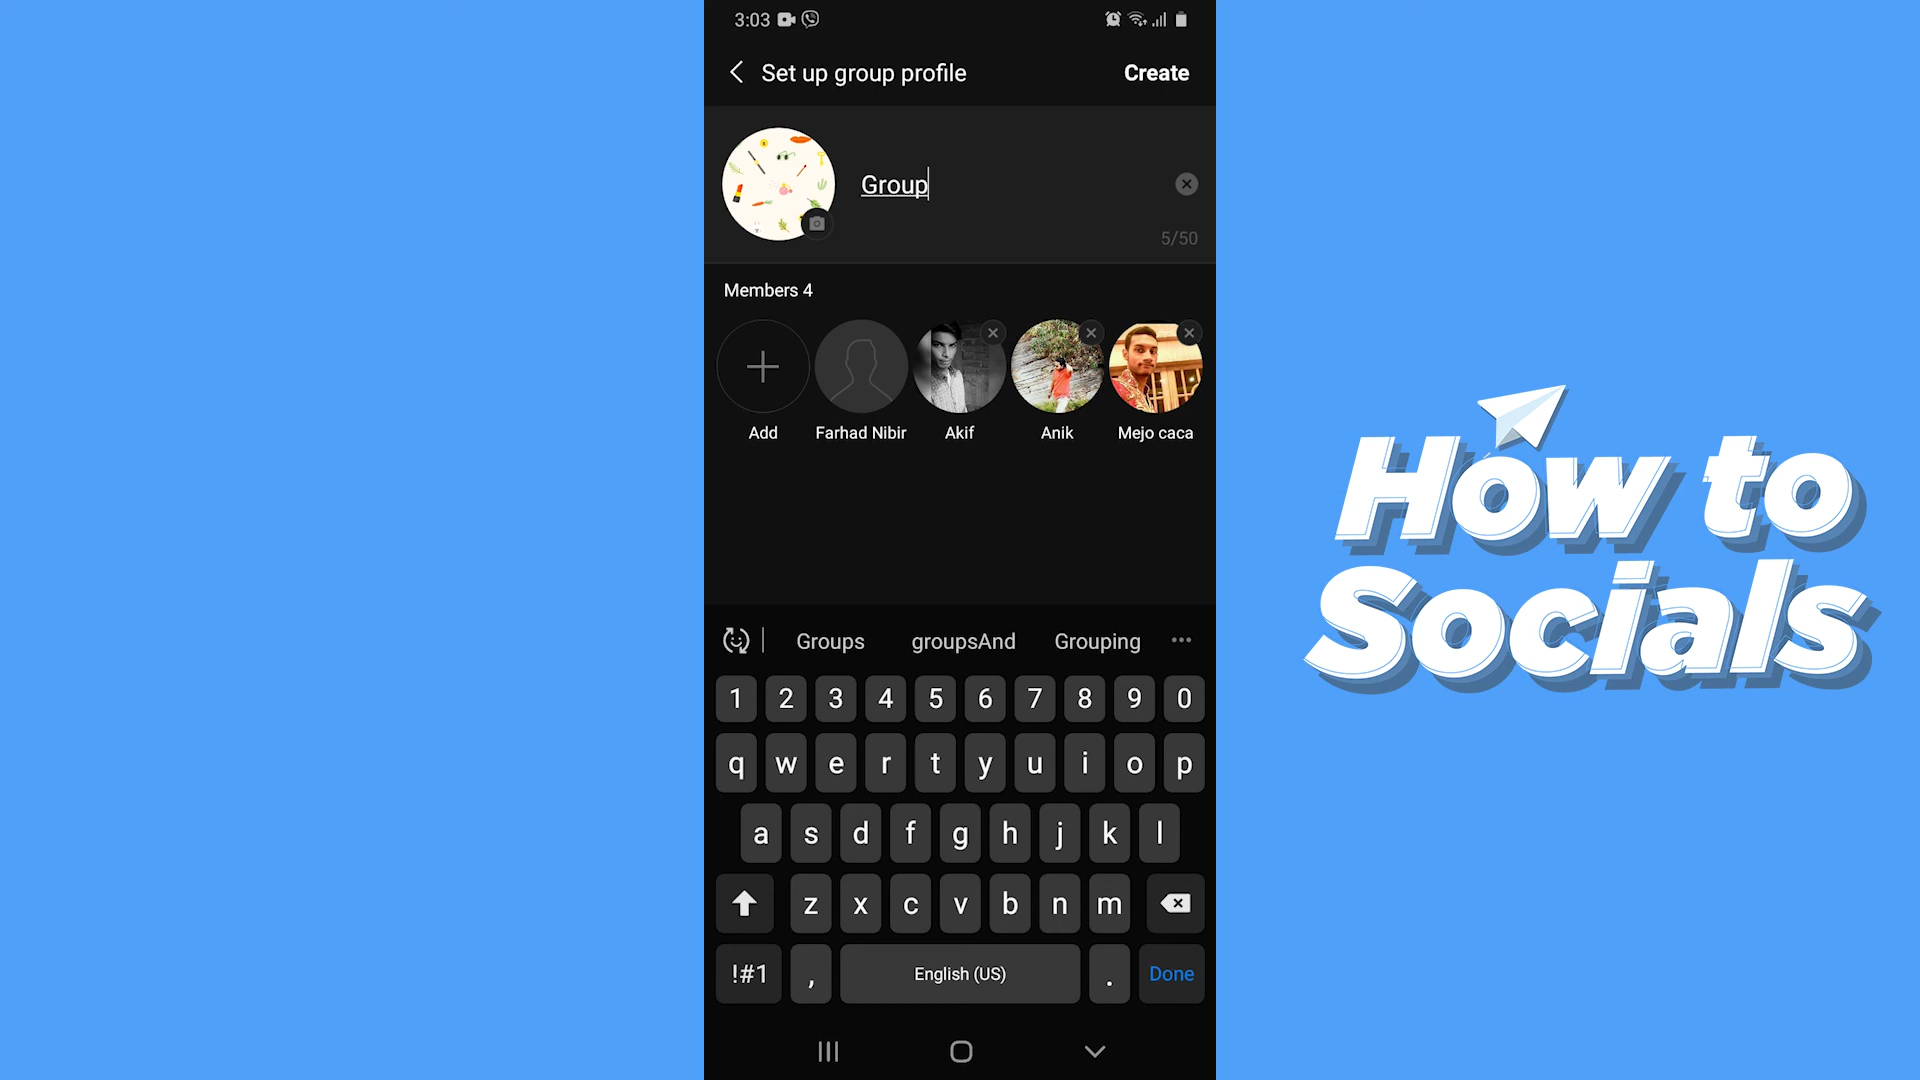 3:03
Set up group profile
Create
Group
5/50
Members 4
Add
Farhad Nibir
Akif
Anik
Mejo caca
Groups
groupsAnd
Grouping
1 2 3 4 5 6 7 8 9 0
q w e r t y u i o p
a s d f g h j k l
z x c v b n m
!#1 , English (US) . Done
How to
Socials